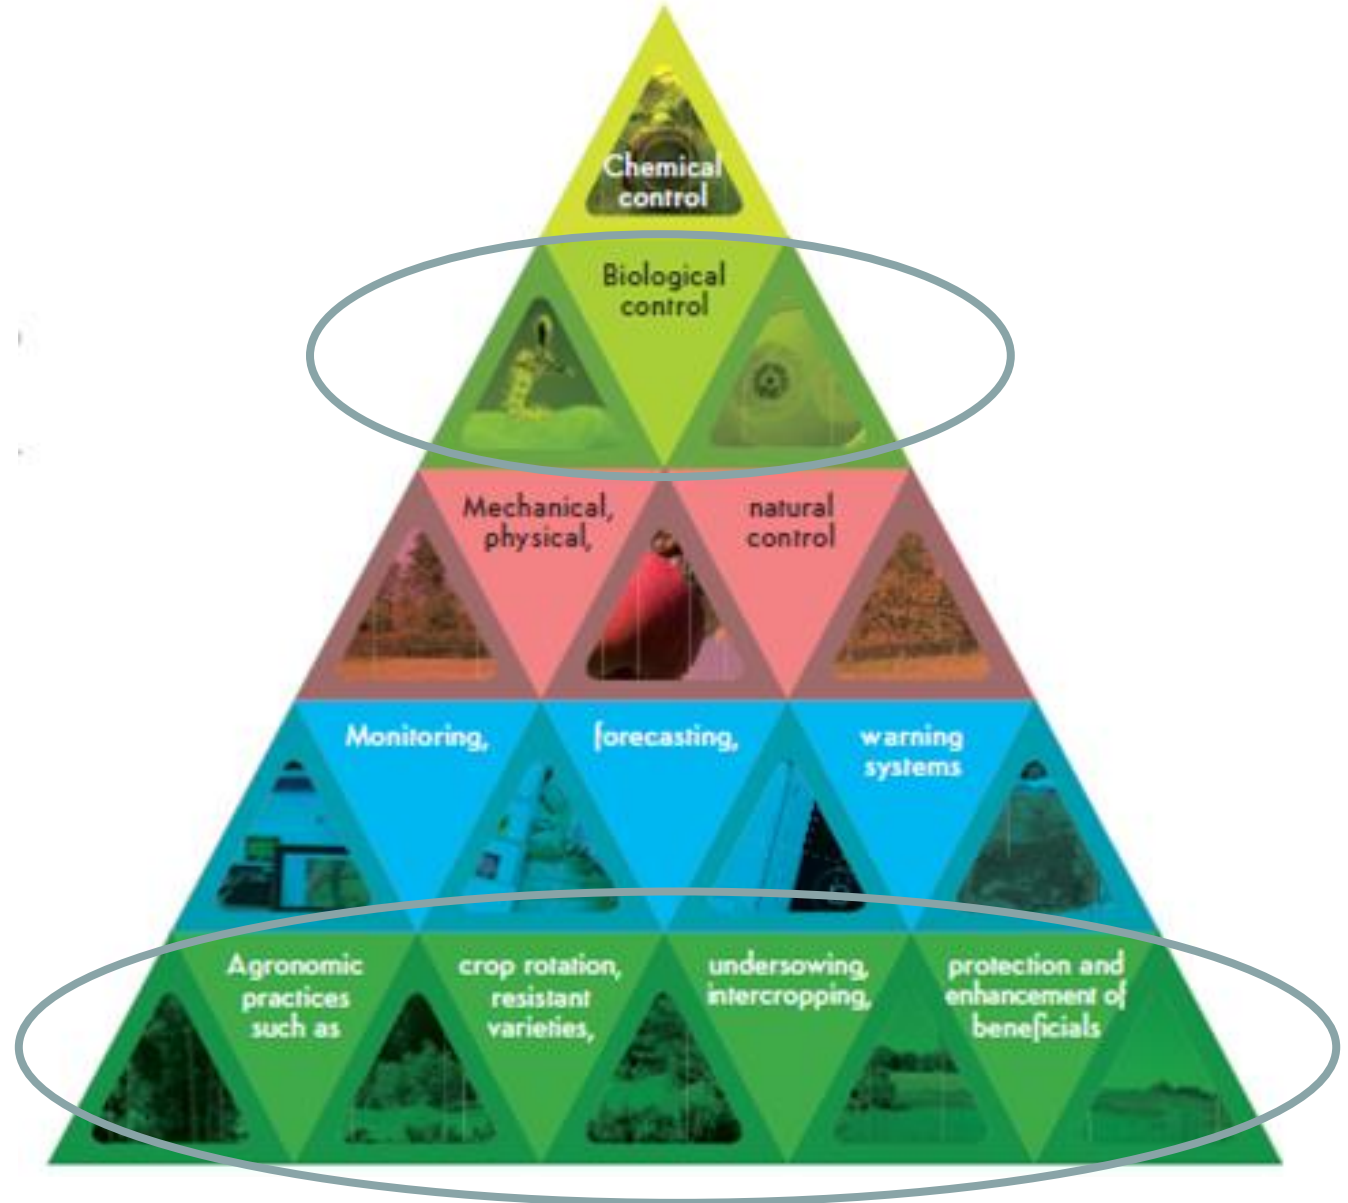 Chemical
control
Biological
control
Mechanical,
physical,
natural
control
Monitoring,
forecasting,
warning
systems
Agronomic
practices
such as
crop rotation,
resistant
varieties,
undersowing,
intercropping,
protection and
enhancement of
beneficials